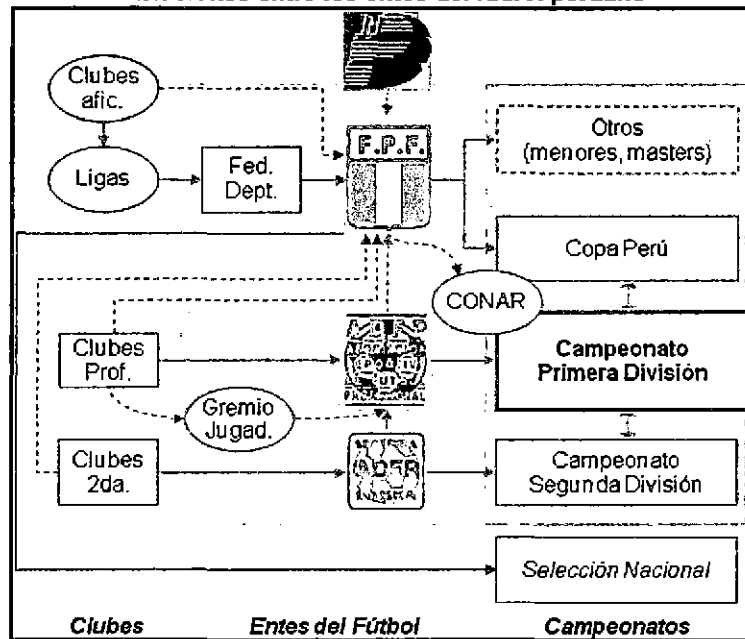 Clubes
afic.
Ligas
Fed.
Dept.
F.P.F.
Otros
(menores, masters)
Copa Perú
CONAR
Clubes
Prof.
Campeonato
Primera División
Gremio
Jugad.
Clubes
2da.
Campeonato
Segunda División
Selección Nacional
Clubes Entes del Fútbol Campeonatos